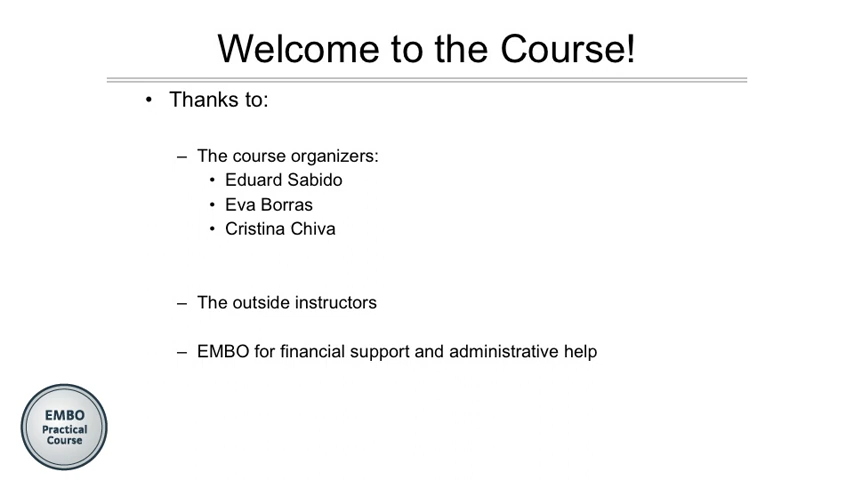 Welcome to the Course!
• Thanks to:
– The course organizers:
• Eduard Sabido
• Eva Borras
• Cristina Chiva
– The outside instructors
– EMBO for financial support and administrative help
EMBO
Practical
Course